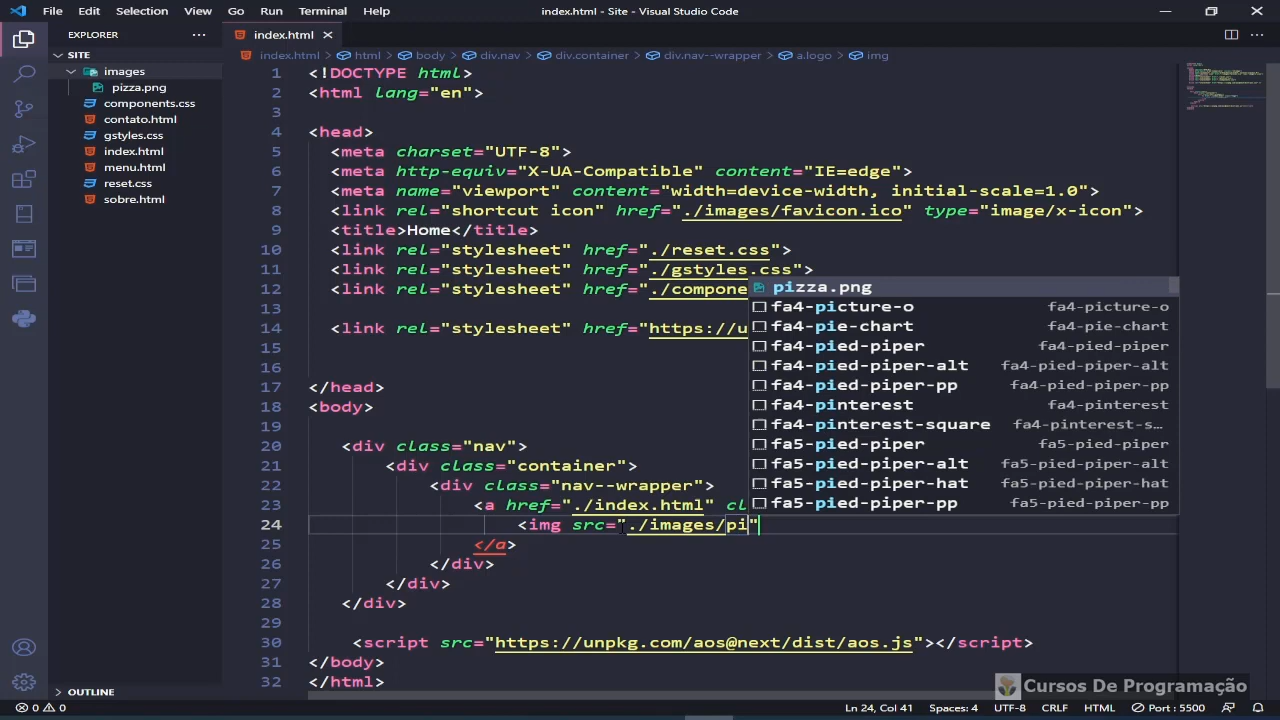 File Edit Selection View Go Run Terminal Help index.html - Site - Visual Studio Code
EXPLORER
SITE
images
pizza.png
components.css
contato.html
gstyles.css
index.html
menu.html
reset.css
sobre.html
OUTLINE
index.html
index.html > html > body > div.nav > div.container > div.nav--wrapper > a.logo > img
1 <!DOCTYPE html>
2 <html lang="en">
3
4 <head>
5 <meta charset="UTF-8">
6 <meta http-equiv="X-UA-Compatible" content="IE=edge">
7 <meta name="viewport" content="width=device-width, initial-scale=1.0">
8 <link rel="shortcut icon" href="./images/favicon.ico" type="image/x-icon">
9 <title>Home</title>
10 <link rel="stylesheet" href="./reset.css">
11 <link rel="stylesheet" href="./gstyles.css">
12 <link rel="stylesheet" href="./compone
13
14 <link rel="stylesheet" href="https://u
15
16
17 </head>
18 <body>
19
20 <div class="nav">
21 <div class="container">
22 <div class="nav--wrapper">
23 <a href="./index.html" cl
24 <img src="./images/pi"
25 </a>
26 </div>
27 </div>
28 </div>
29
30 <script src="https://unpkg.com/aos@next/dist/aos.js"></script>
31 </body>
32 </html>
pizza.png
fa4-picture-o fa4-picture-o
fa4-pie-chart fa4-pie-chart
fa4-pied-piper fa4-pied-piper
fa4-pied-piper-alt fa4-pied-piper-alt
fa4-pied-piper-pp fa4-pied-piper-pp
fa4-pinterest fa4-pinterest
fa4-pinterest-square fa4-pinterest-s…
fa5-pied-piper fa5-pied-piper
fa5-pied-piper-alt fa5-pied-piper-alt
fa5-pied-piper-hat fa5-pied-piper-hat
fa5-pied-piper-pp fa5-pied-piper-pp
Cursos De Programação
0 0 Ln 24, Col 41 Spaces: 4 UTF-8 CRLF HTML Port : 5500